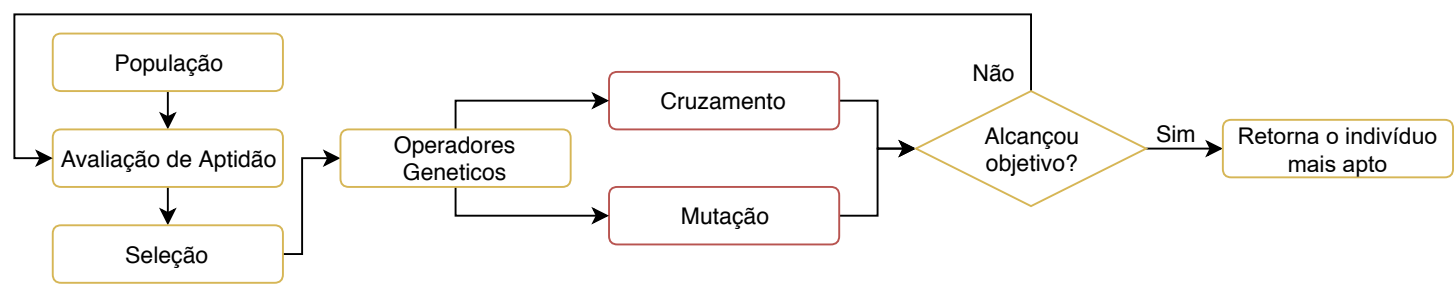 População
Avaliação de Aptidão
Seleção
Operadores
Geneticos
Cruzamento
Mutação
Não
Alcançou
objetivo?
Sim
Retorna o indivíduo
mais apto